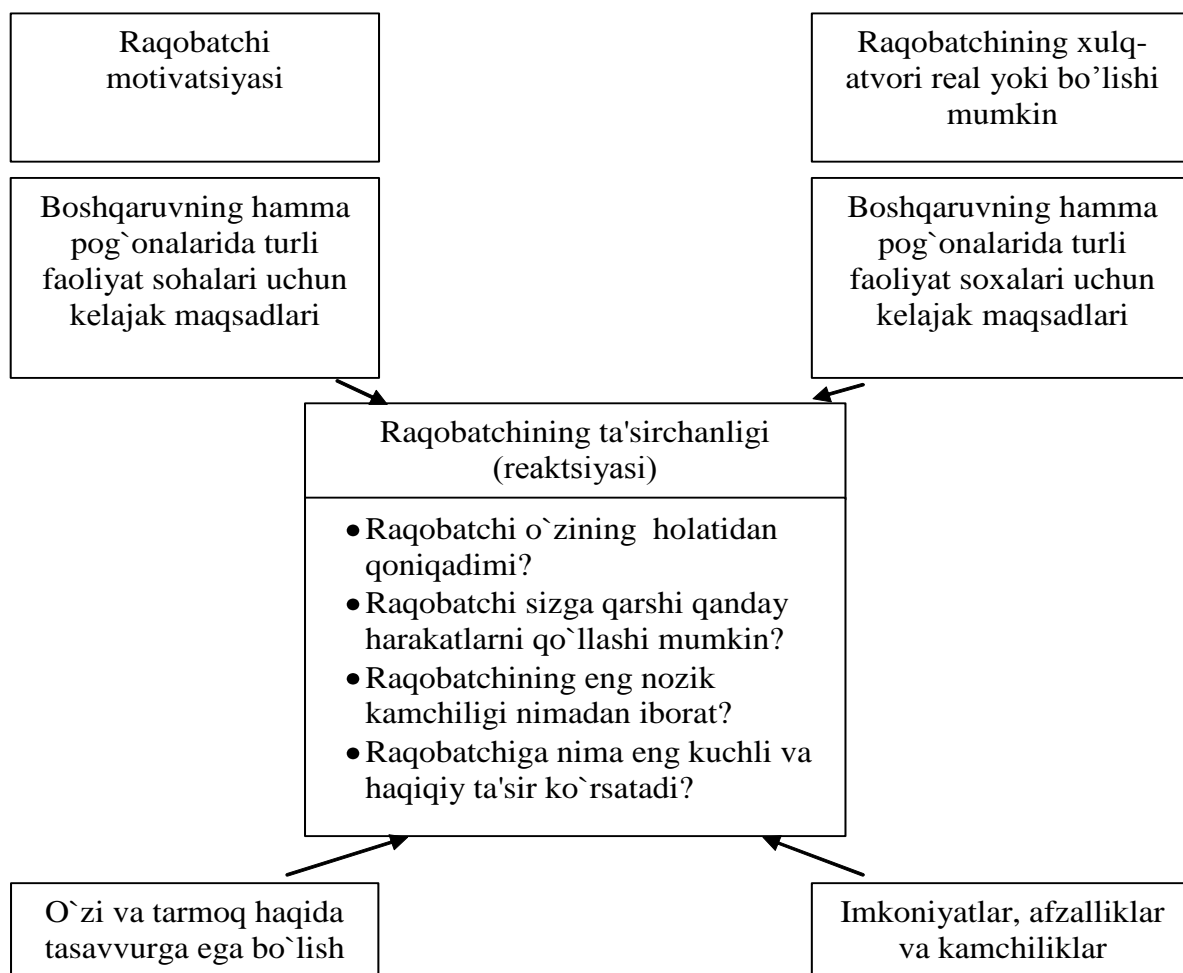 Raqobatchi
motivatsiyasi
Raqobatchining xulq-
atvori real yoki bo’lishi
mumkin
Boshqaruvning hamma
pog`onalarida turli
faoliyat sohalari uchun
kelajak maqsadlari
Boshqaruvning hamma
pog`onalarida turli
faoliyat soxalari uchun
kelajak maqsadlari
Raqobatchining ta'sirchanligi
(reaktsiyasi)
• Raqobatchi o`zining holatidan
qoniqadimi?
• Raqobatchi sizga qarshi qanday
harakatlarni qo`llashi mumkin?
• Raqobatchining eng nozik
kamchiligi nimadan iborat?
• Raqobatchiga nima eng kuchli va
haqiqiy ta'sir ko`rsatadi?
O`zi va tarmoq haqida
tasavvurga ega bo`lish
Imkoniyatlar, afzalliklar
va kamchiliklar